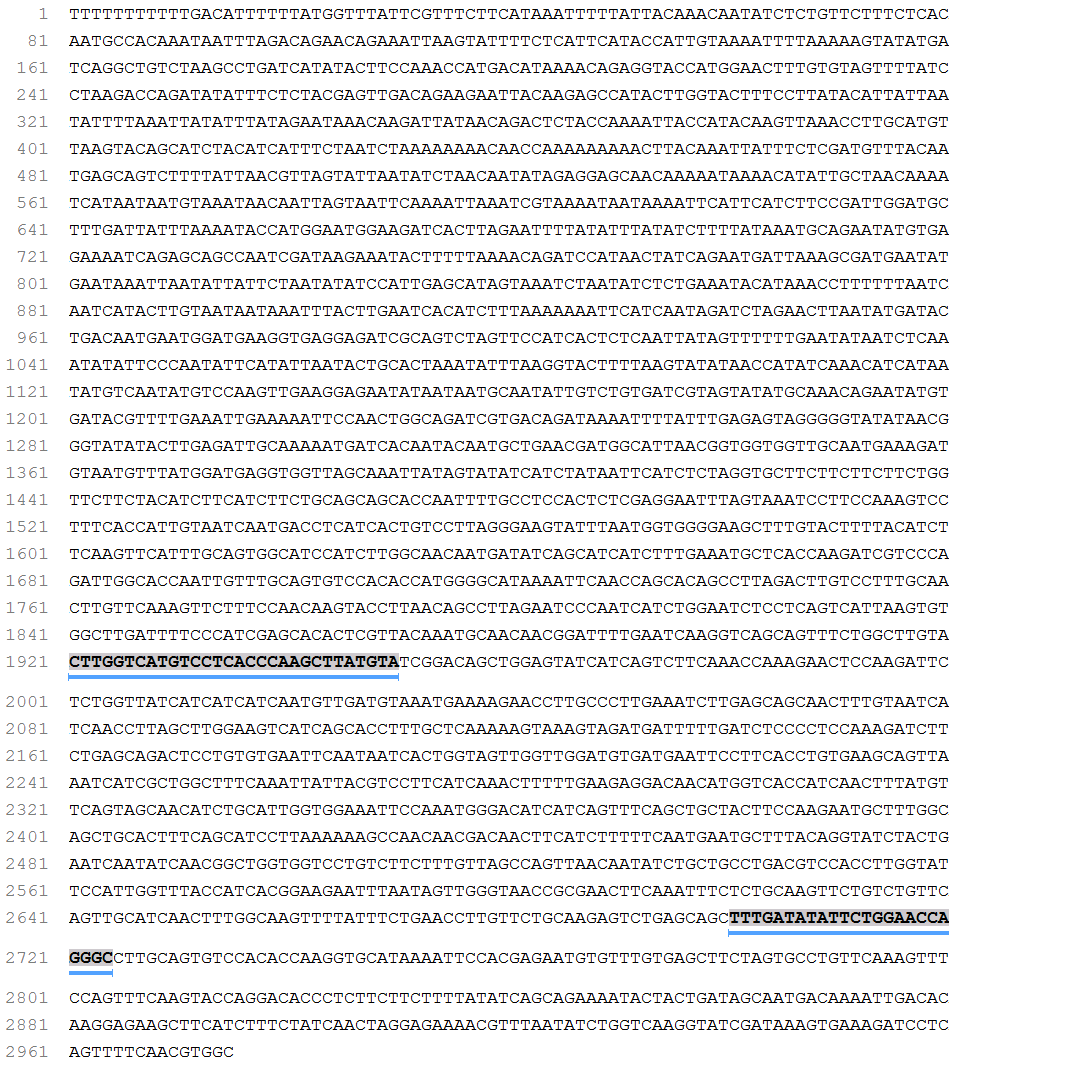 1 TTTTTTTTTTTGACATTTTTTATGGTTTATTCGTTTCTTCATAAATTTTTATTACAAACAATATCTCTGTTCTTTCTCAC
81 AATGCCACAAATAATTTAGACAGAACAGAAATTAAGTATTTTCTCATTCATACCATTGTAAAATTTTAAAAAGTATATGA
161 TCAGGCTGTCTAAGCCTGATCATATACTTCCAAACCATGACATAAAACAGAGGTACCATGGAACTTTGTGTAGTTTTATC
241 CTAAGACCAGATATATTTCTCTACGAGTTGACAGAAGAATTACAAGAGCCATACTTGGTACTTTCCTTATACATTATTAA
321 TATTTTAAATTATATTTATAGAATAAACAAGATTATAACAGACTCTACCAAAATTACCATACAAGTTAAACCTTGCATGT
401 TAAGTACAGCATCTACATCATTTCTAATCTAAAAAAAACAACCAAAAAAAAACTTACAAATTATTTCTCGATGTTTACAA
481 TGAGCAGTCTTTTATTAACGTTAGTATTAATATCTAACAATATAGAGGAGCAACAAAAATAAAACATATTGCTAACAAAA
561 TCATAATAATGTAAATAACAATTAGTAATTCAAAATTAAATCGTAAAATAATAAAATTCATTCATCTTCCGATTGGATGC
641 TTTGATTATTTAAAATACCATGGAATGGAAGATCACTTAGAATTTTATATTTATATCTTTTATAAATGCAGAATATGTGA
721 GAAAATCAGAGCAGCCAATCGATAAGAAATACTTTTTAAAACAGATCCATAACTATCAGAATGATTAAAGCGATGAATAT
801 GAATAAATTAATATTATTCTAATATATCCATTGAGCATAGTAAATCTAATATCTCTGAAATACATAAACCTTTTTTAATC
881 AATCATACTTGTAATAATAAATTTACTTGAATCACATCTTTAAAAAAATTCATCAATAGATCTAGAACTTAATATGATAC
961 TGACAATGAATGGATGAAGGTGAGGAGATCGCAGTCTAGTTCCATCACTCTCAATTATAGTTTTTTGAATATAATCTCAA
1041 ATATATTCCCAATATTCATATTAATACTGCACTAAATATTTAAGGTACTTTTAAGTATATAACCATATCAAACATCATAA
1121 TATGTCAATATGTCCAAGTTGAAGGAGAATATAATAATGCAATATTGTCTGTGATCGTAGTATATGCAAACAGAATATGT
1201 GATACGTTTTGAAATTGAAAAATTCCAACTGGCAGATCGTGACAGATAAAATTTTATTTGAGAGTAGGGGGTATATAACG
1281 GGTATATACTTGAGATTGCAAAAATGATCACAATACAATGCTGAACGATGGCATTAACGGTGGTGGTTGCAATGAAAGAT
1361 GTAATGTTTATGGATGAGGTGGTTAGCAAATTATAGTATATCATCTATAATTCATCTCTAGGTGCTTCTTCTTCTTCTGG
1441 TTCTTCTACATCTTCATCTTCTGCAGCAGCACCAATTTTGCCTCCACTCTCGAGGAATTTAGTAAATCCTTCCAAAGTCC
1521 TTTCACCATTGTAATCAATGACCTCATCACTGTCCTTAGGGAAGTATTTAATGGTGGGGAAGCTTTGTACTTTTACATCT
1601 TCAAGTTCATTTGCAGTGGCATCCATCTTGGCAACAATGATATCAGCATCATCTTTGAAATGCTCACCAAGATCGTCCCA
1681 GATTGGCACCAATTGTTTGCAGTGTCCACACCATGGGGCATAAAATTCAACCAGCACAGCCTTAGACTTGTCCTTTGCAA
1761 CTTGTTCAAAGTTCTTTCCAACAAGTACCTTAACAGCCTTAGAATCCCAATCATCTGGAATCTCCTCAGTCATTAAGTGT
1841 GGCTTGATTTTCCCATCGAGCACACTCGTTACAAATGCAACAACGGATTTTGAATCAAGGTCAGCAGTTTCTGGCTTGTA
1921 CTTGGTCATGTCCTCACCCAAGCTTATGTATCGGACAGCTGGAGTATCATCAGTCTTCAAACCAAAGAACTCCAAGATTC
2001 TCTGGTTATCATCATCATCAATGTTGATGTAAATGAAAAGAACCTTGCCCTTGAAATCTTGAGCAGCAACTTTGTAATCA
2081 TCAACCTTAGCTTGGAAGTCATCAGCACCTTTGCTCAAAAAGTAAAGTAGATGATTTTTGATCTCCCCTCCAAAGATCTT
2161 CTGAGCAGACTCCTGTGTGAATTCAATAATCACTGGTAGTTGGTTGGATGTGATGAATTCCTTCACCTGTGAAGCAGTTA
2241 AATCATCGCTGGCTTTCAAATTATTACGTCCTTCATCAAACTTTTTGAAGAGGACAACATGGTCACCATCAACTTTATGT
2321 TCAGTAGCAACATCTGCATTGGTGGAAATTCCAAATGGGACATCATCAGTTTCAGCTGCTACTTCCAAGAATGCTTTGGC
2401 AGCTGCACTTTCAGCATCCTTAAAAAAGCCAACAACGACAACTTCATCTTTTTCAATGAATGCTTTACAGGTATCTACTG
2481 AATCAATATCAACGGCTGGTGGTCCTGTCTTCTTTGTTAGCCAGTTAACAATATCTGCTGCCTGACGTCCACCTTGGTAT
2561 TCCATTGGTTTACCATCACGGAAGAATTTAATAGTTGGGTAACCGCGAACTTCAAATTTCTCTGCAAGTTCTGTCTGTTC
2641 AGTTGCATCAACTTTGGCAAGTTTTATTTCTGAACCTTGTTCTGCAAGAGTCTGAGCAGCTTTGATATATTCTGGAACCA
2721 GGGCCTTGCAGTGTCCACACCAAGGTGCATAAAATTCCACGAGAATGTGTTTGTGAGCTTCTAGTGCCTGTTCAAAGTTT
2801 CCAGTTTCAAGTACCAGGACACCCTCTTCTTCTTTTATATCAGCAGAAAATACTACTGATAGCAATGACAAAATTGACAC
2881 AAGGAGAAGCTTCATCTTTCTATCAACTAGGAGAAAACGTTTAATATCTGGTCAAGGTATCGATAAAGTGAAAGATCCTC
2961 AGTTTTCAACGTGGC